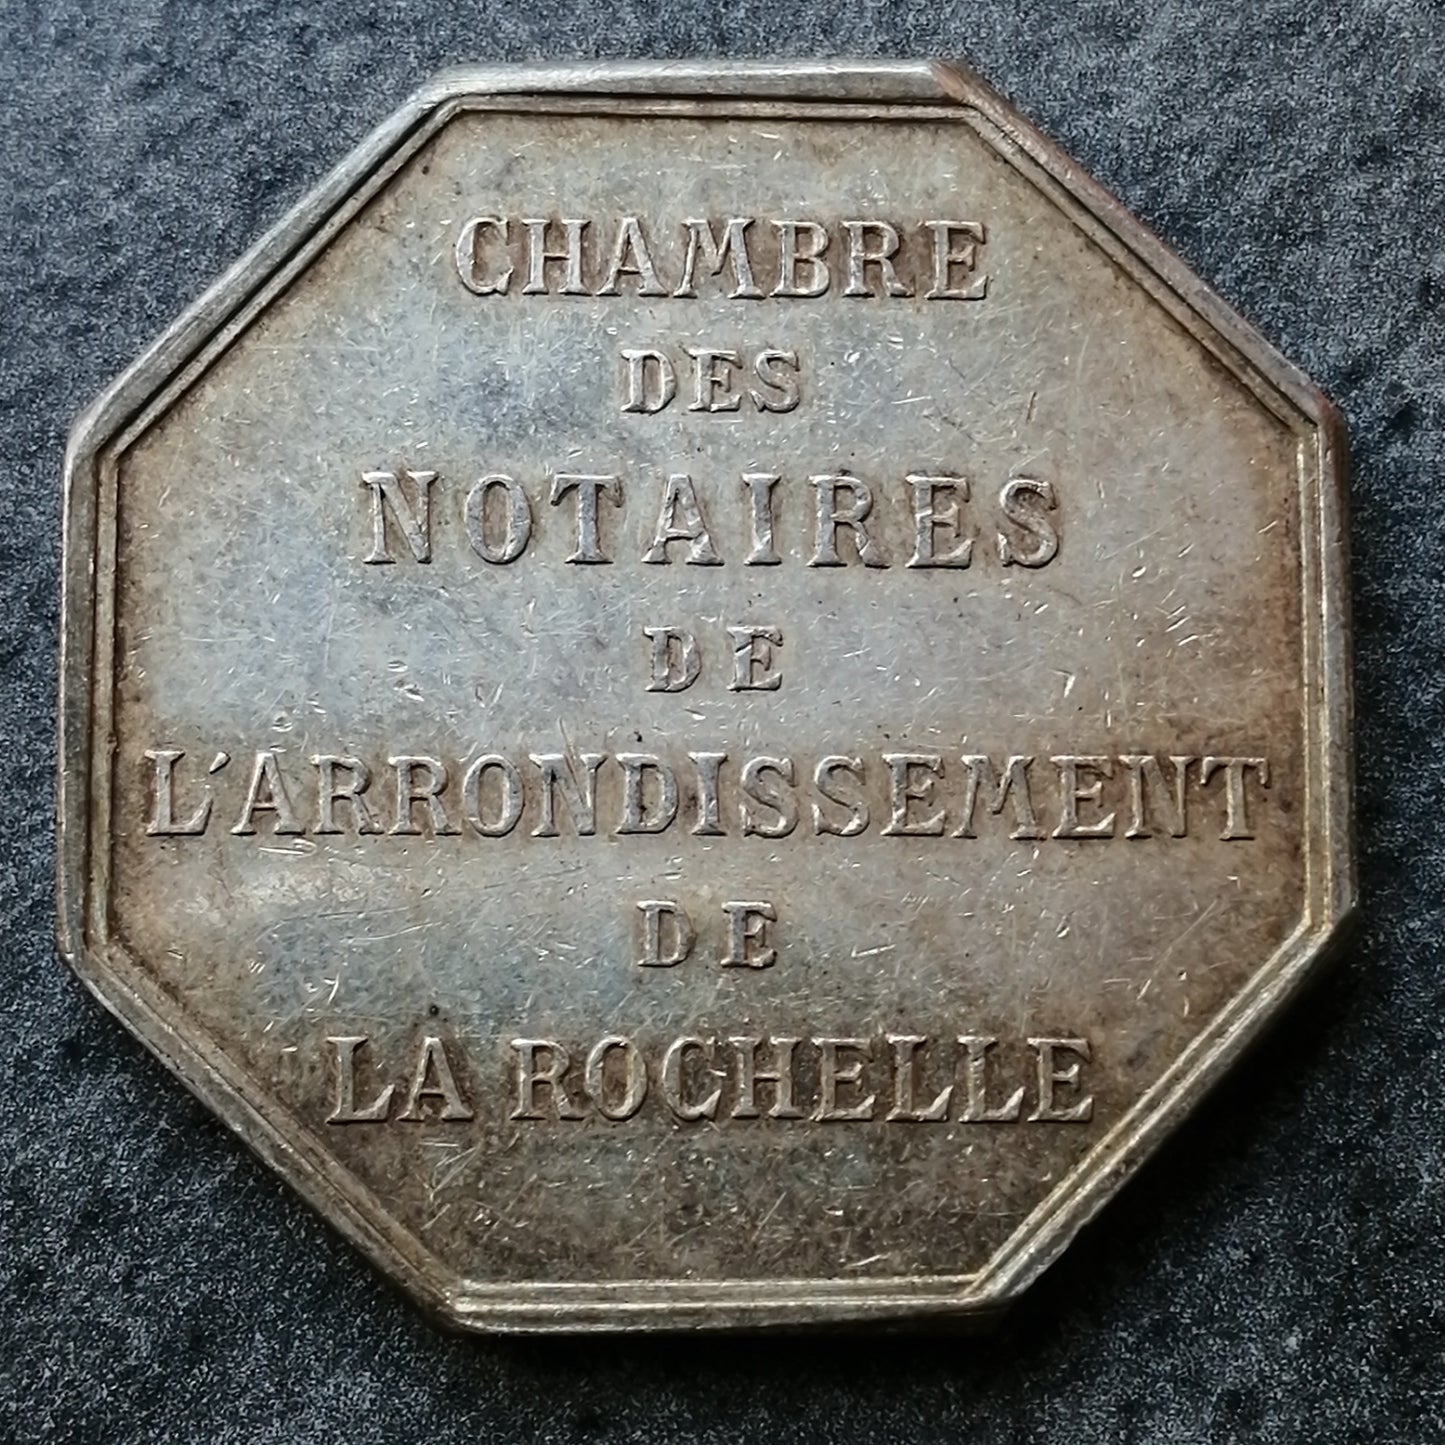 CHAMBRE
DES
NOTAIRES
DE
L'ARRONDISSEMENT
DE
LA ROCHELLE